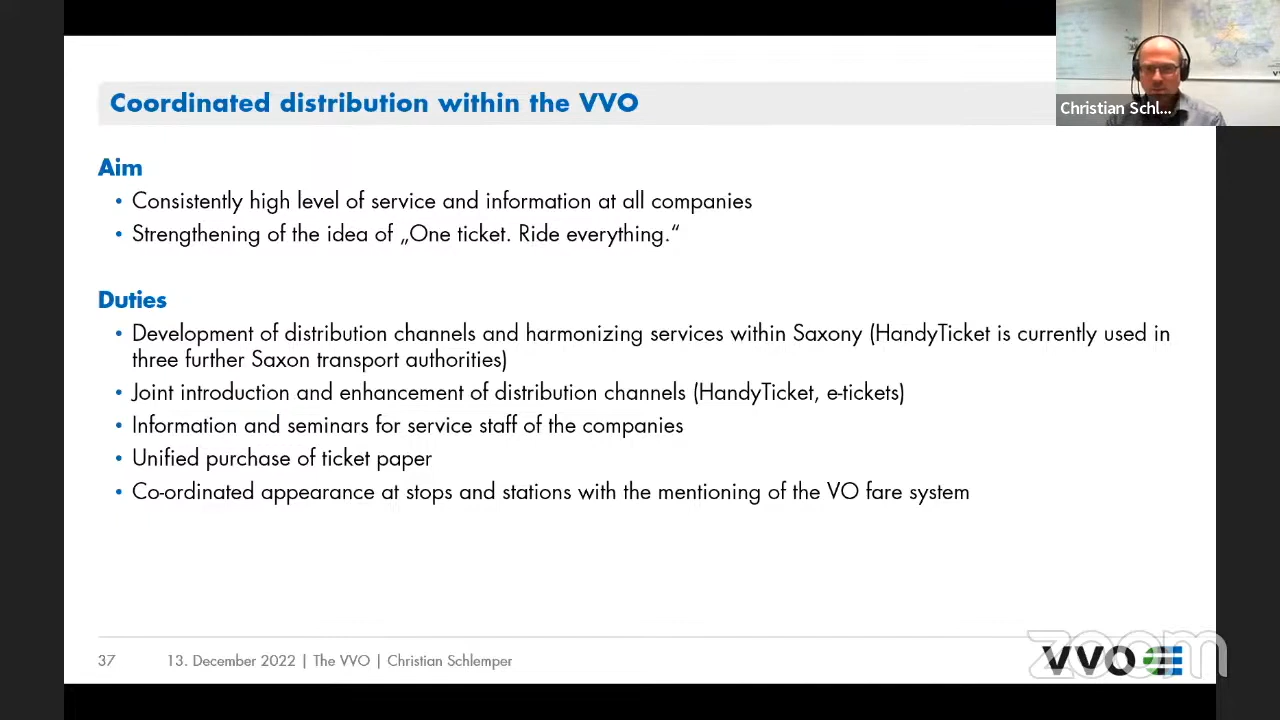 Coordinated distribution within the VVO
Christian Schl...
Aim
• Consistently high level of service and information at all companies
• Strengthening of the idea of „One ticket. Ride everything.“
Duties
• Development of distribution channels and harmonizing services within Saxony (HandyTicket is currently used in
three further Saxon transport authorities)
• Joint introduction and enhancement of distribution channels (HandyTicket, e-tickets)
• Information and seminars for service staff of the companies
• Unified purchase of ticket paper
• Co-ordinated appearance at stops and stations with the mentioning of the VO fare system
37 13. December 2022 | The VVO | Christian Schlemper
VVO
zoom